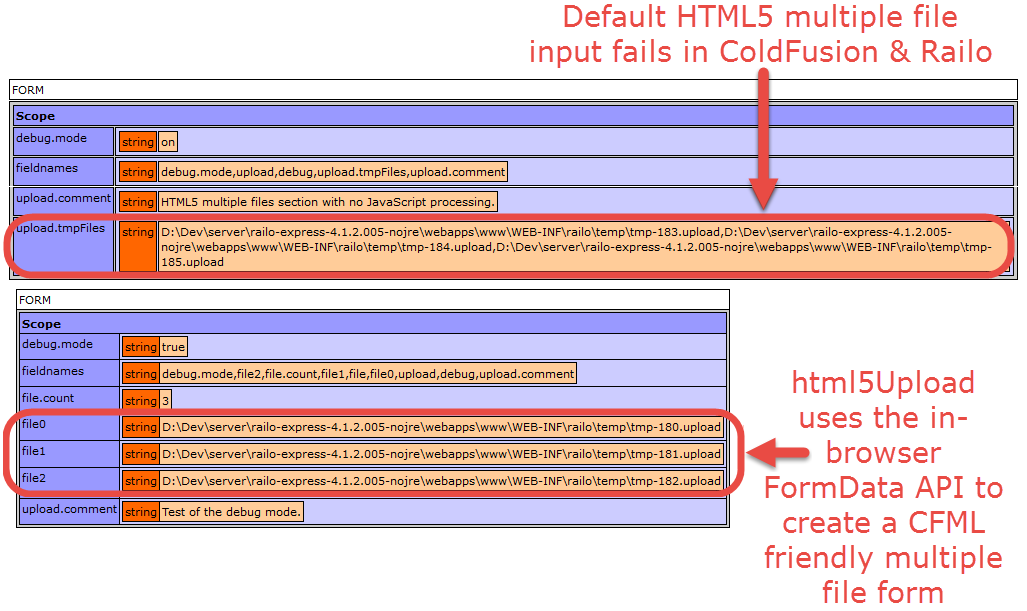 Default HTML5 multiple file
input fails in ColdFusion & Railo
FORM
Scope
debug.mode string on
fieldnames string debug.mode,upload,debug,upload.tmpFiles,upload.comment
upload.comment string HTML5 multiple files section with no JavaScript processing.
upload.tmpFiles string D:\Dev\server\railo-express-4.1.2.005-nojre\webapps\www\WEB-INF\railo\temp\tmp-183.upload,D:\Dev\server\railo-express-4.1.2.005-
nojre\webapps\www\WEB-INF\railo\temp\tmp-184.upload,D:\Dev\server\railo-express-4.1.2.005-nojre\webapps\www\WEB-INF\railo\temp\tmp-
185.upload
FORM
Scope
debug.mode string true
fieldnames string debug.mode,file2,file.count,file1,file,file0,upload,debug,upload.comment
file.count string 3
file0 string D:\Dev\server\railo-express-4.1.2.005-nojre\webapps\www\WEB-INF\railo\temp\tmp-180.upload
file1 string D:\Dev\server\railo-express-4.1.2.005-nojre\webapps\www\WEB-INF\railo\temp\tmp-181.upload
file2 string D:\Dev\server\railo-express-4.1.2.005-nojre\webapps\www\WEB-INF\railo\temp\tmp-182.upload
upload.comment string Test of the debug mode.
html5Upload
uses the in-
browser
FormData API to
create a CFML
friendly multiple
file form